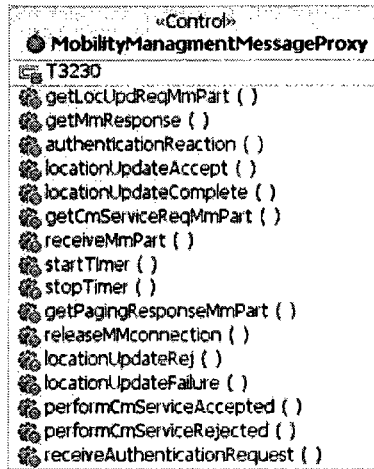 «Control»
MobilityManagmentMessageProxy
T3230
getLocUpdReqMmPart ( )
getMmResponse ( )
authenticationReaction ( )
locationUpdateAccept ( )
locationUpdateComplete ( )
getCmServiceReqMmPart ( )
receiveMmPart ( )
startTimer ( )
stopTimer ( )
getPagingResponseMmPart ( )
releaseMMconnection ( )
locationUpdateRej ( )
locationUpdateFailure ( )
performCmServiceAccepted ( )
performCmServiceRejected ( )
receiveAuthenticationRequest ( )